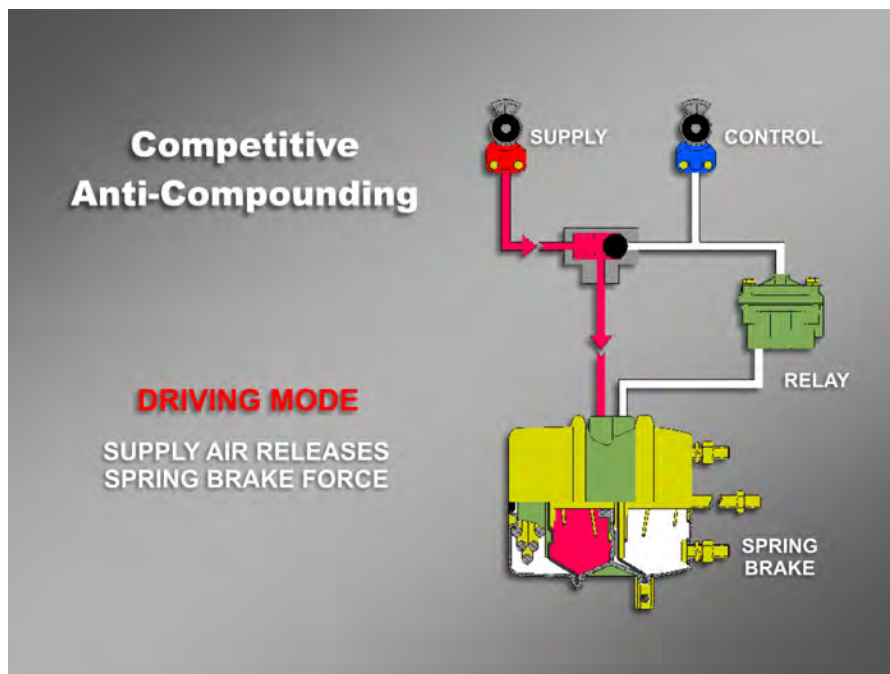 Competitive
Anti-Compounding
SUPPLY
CONTROL
RELAY
DRIVING MODE
SUPPLY AIR RELEASES
SPRING BRAKE FORCE
SPRING
BRAKE